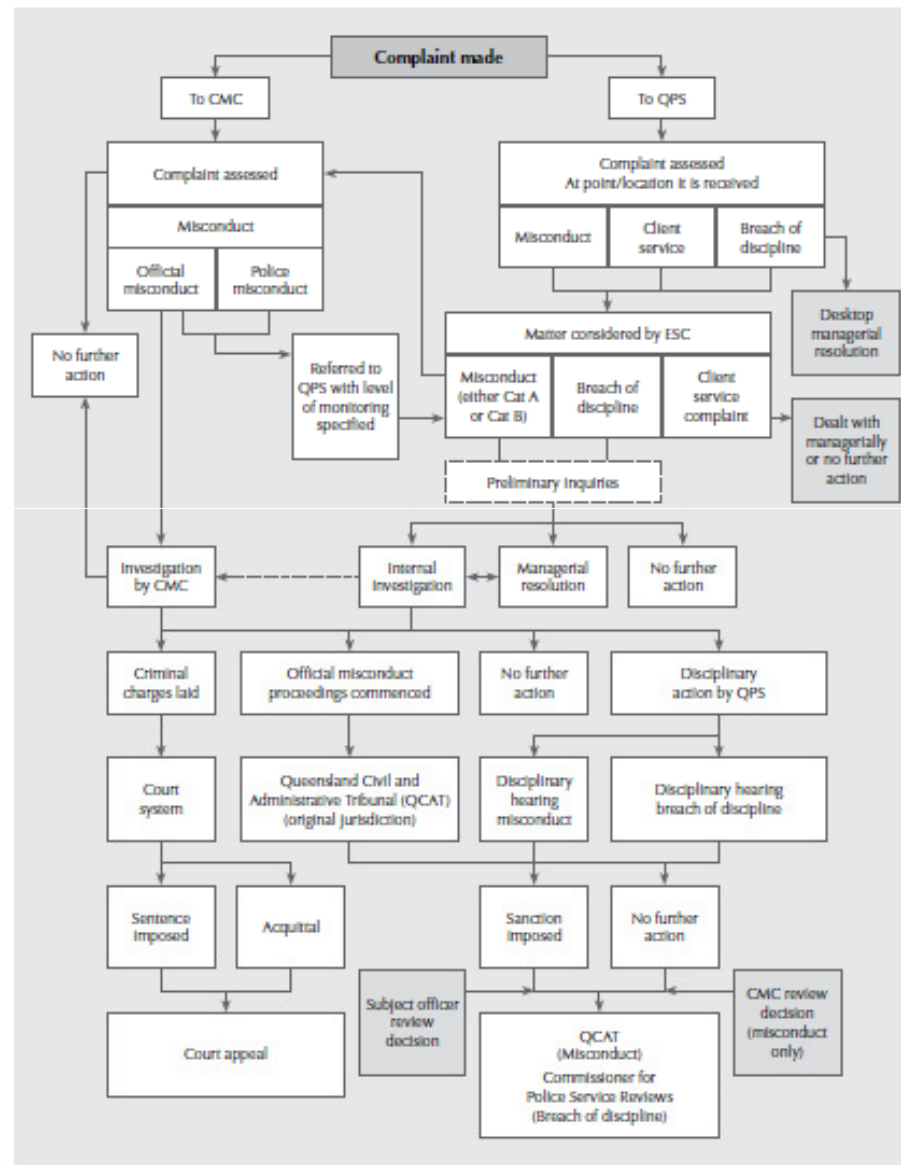 Complaint made
To CMC
To QPS
Complaint assessed
Complaint assessed
At point/location it is received
Misconduct
Misconduct
Client
service
Breach of
discipline
Official
misconduct
Police
misconduct
Desktop
managerial
resolution
Matter considered by ESC
No further
action
Referred to
QPS with level
of monitoring
specified
Misconduct
(either Cat A
or Cat B)
Breach of
discipline
Client
service
complaint
Dealt with
managerially
or no further
action
Preliminary inquiries
Investigation
by CMC
Internal
investigation
Managerial
resolution
No further
action
Criminal
charges laid
Official misconduct
proceedings commenced
No further
action
Disciplinary
action by QPS
Court
system
Queensland Civil and
Administrative Tribunal (QCAT)
(original jurisdiction)
Disciplinary
hearing
misconduct
Disciplinary hearing
breach of discipline
Sentence
imposed
Acquittal
Sanction
imposed
No further
action
Subject officer
review
decision
CMC review
decision
(misconduct
only)
Court appeal
QCAT
(Misconduct)
Commissioner for
Police Service Reviews
(Breach of discipline)